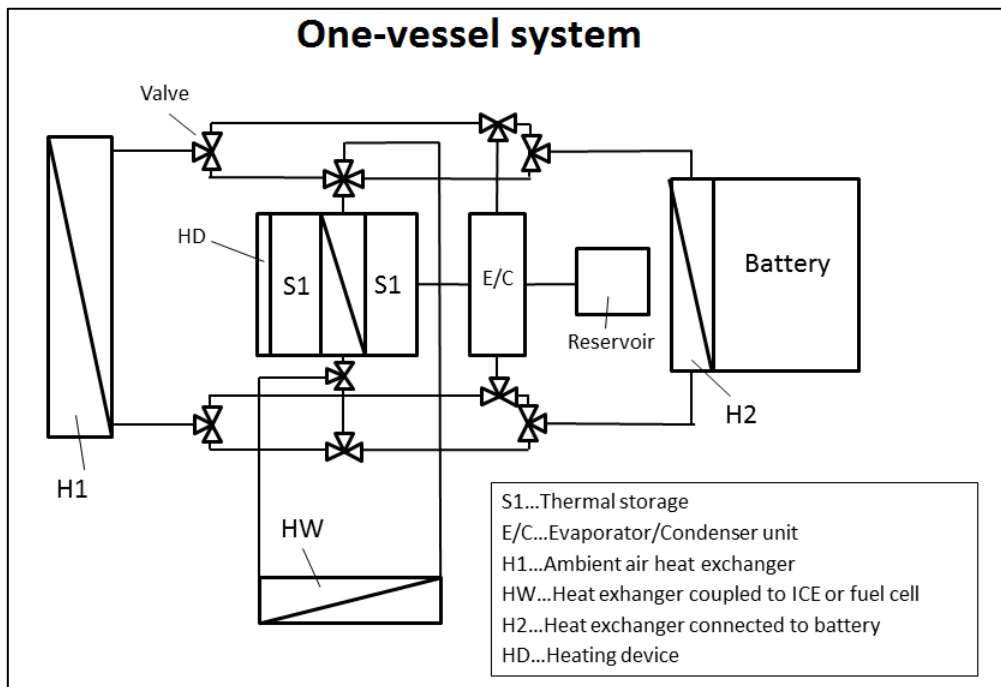 One-vessel system
Valve
HD
S1
S1
E/C
Battery
Reservoir
H2
H1
HW
S1...Thermal storage
E/C...Evaporator/Condenser unit
H1...Ambient air heat exchanger
HW...Heat exhanger coupled to ICE or fuel cell
H2...Heat exchanger connected to battery
HD...Heating device